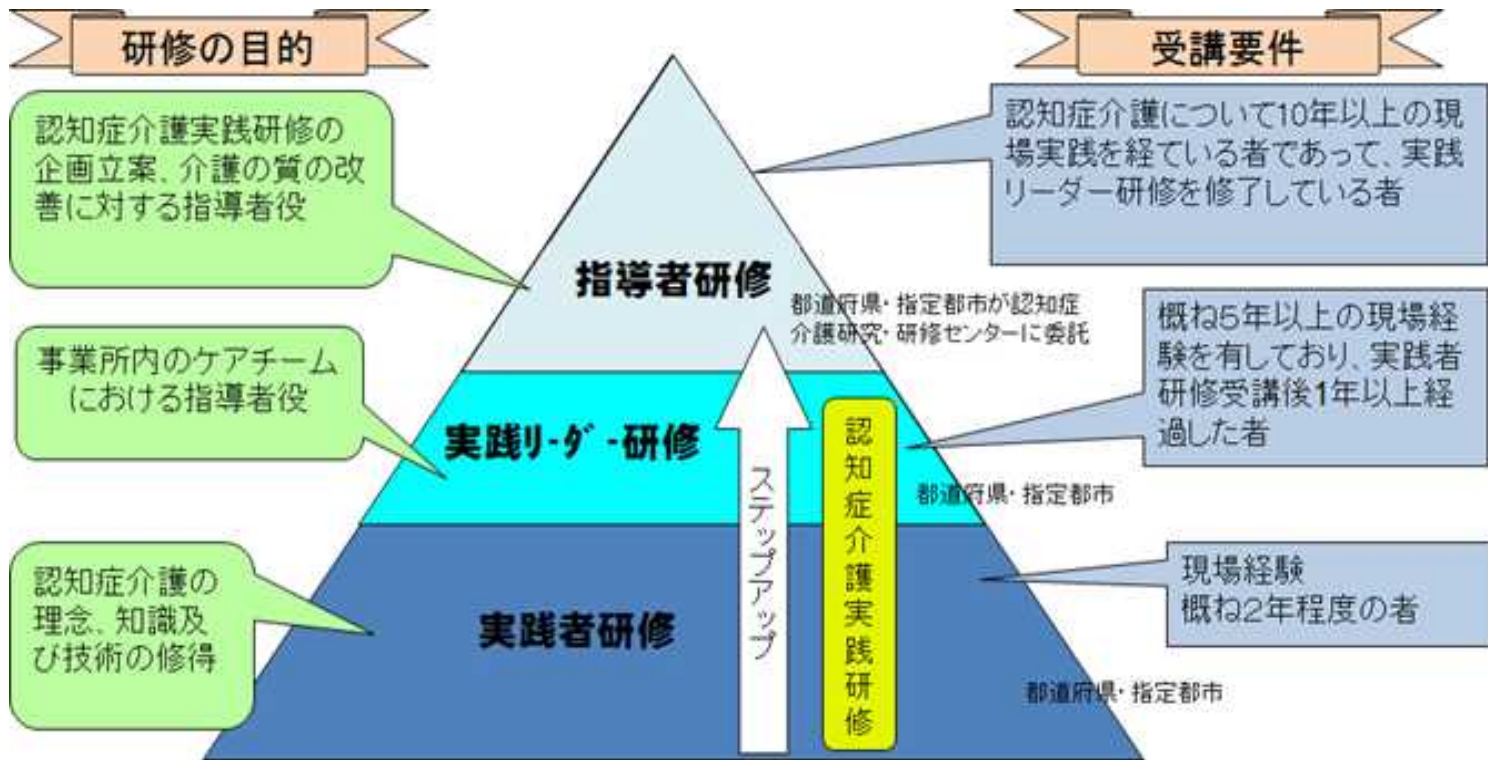 研修の目的
受講要件
認知症介護実践研修の
企画立案、介護の質の改
善に対する指導者役
認知症介護について10年以上の現
場実践を経ている者であって、実践
リーダー研修を修了している者
指導者研修
都道府県・指定都市が認知症
介護研究・研修センターに委託
事業所内のケアチーム
における指導者役
概ね5年以上の現場経
験を有しており、実践者
研修受講後1年以上経
過した者
実践リーダー研修
都道府県・指定都市
ステップアップ
認知症介護実践研修
認知症介護の
理念、知識及
び技術の修得
実践者研修
現場経験
概ね2年程度の者
都道府県・指定都市